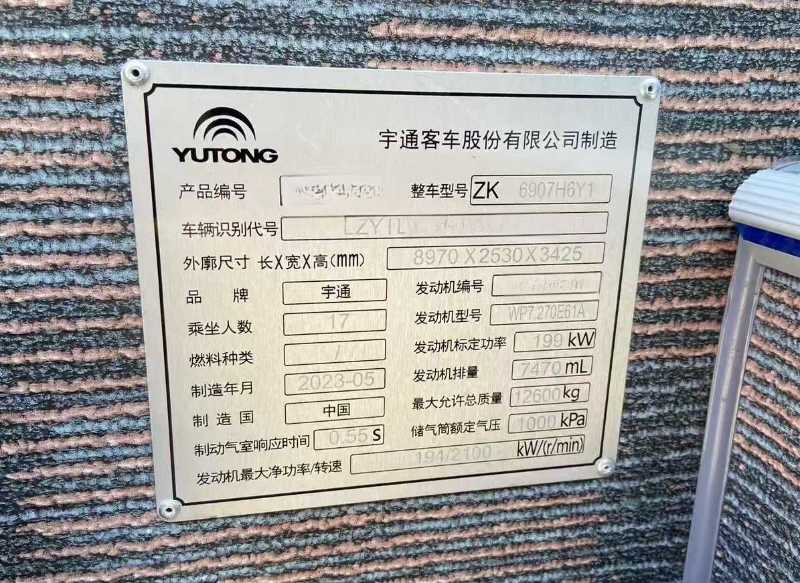 YUTONG
宇通客车股份有限公司制造
产品编号 整车型号 ZK 6907H6Y1
车辆识别代号 LZYTL
外廓尺寸 长X宽X高(mm) 8970X2530X3425
品牌 宇通 发动机编号
乘坐人数 17 发动机型号 WP7.270E61A
燃料种类 / 发动机标定功率 199 kW
制造年月 2023-05 发动机排量 7470 mL
制造国 中国 最大允许总质量 12600 kg
制动气室响应时间 0.55 S 储气筒额定气压 1000 kPa
发动机最大净功率/转速 194/2100 kW/(r/min)